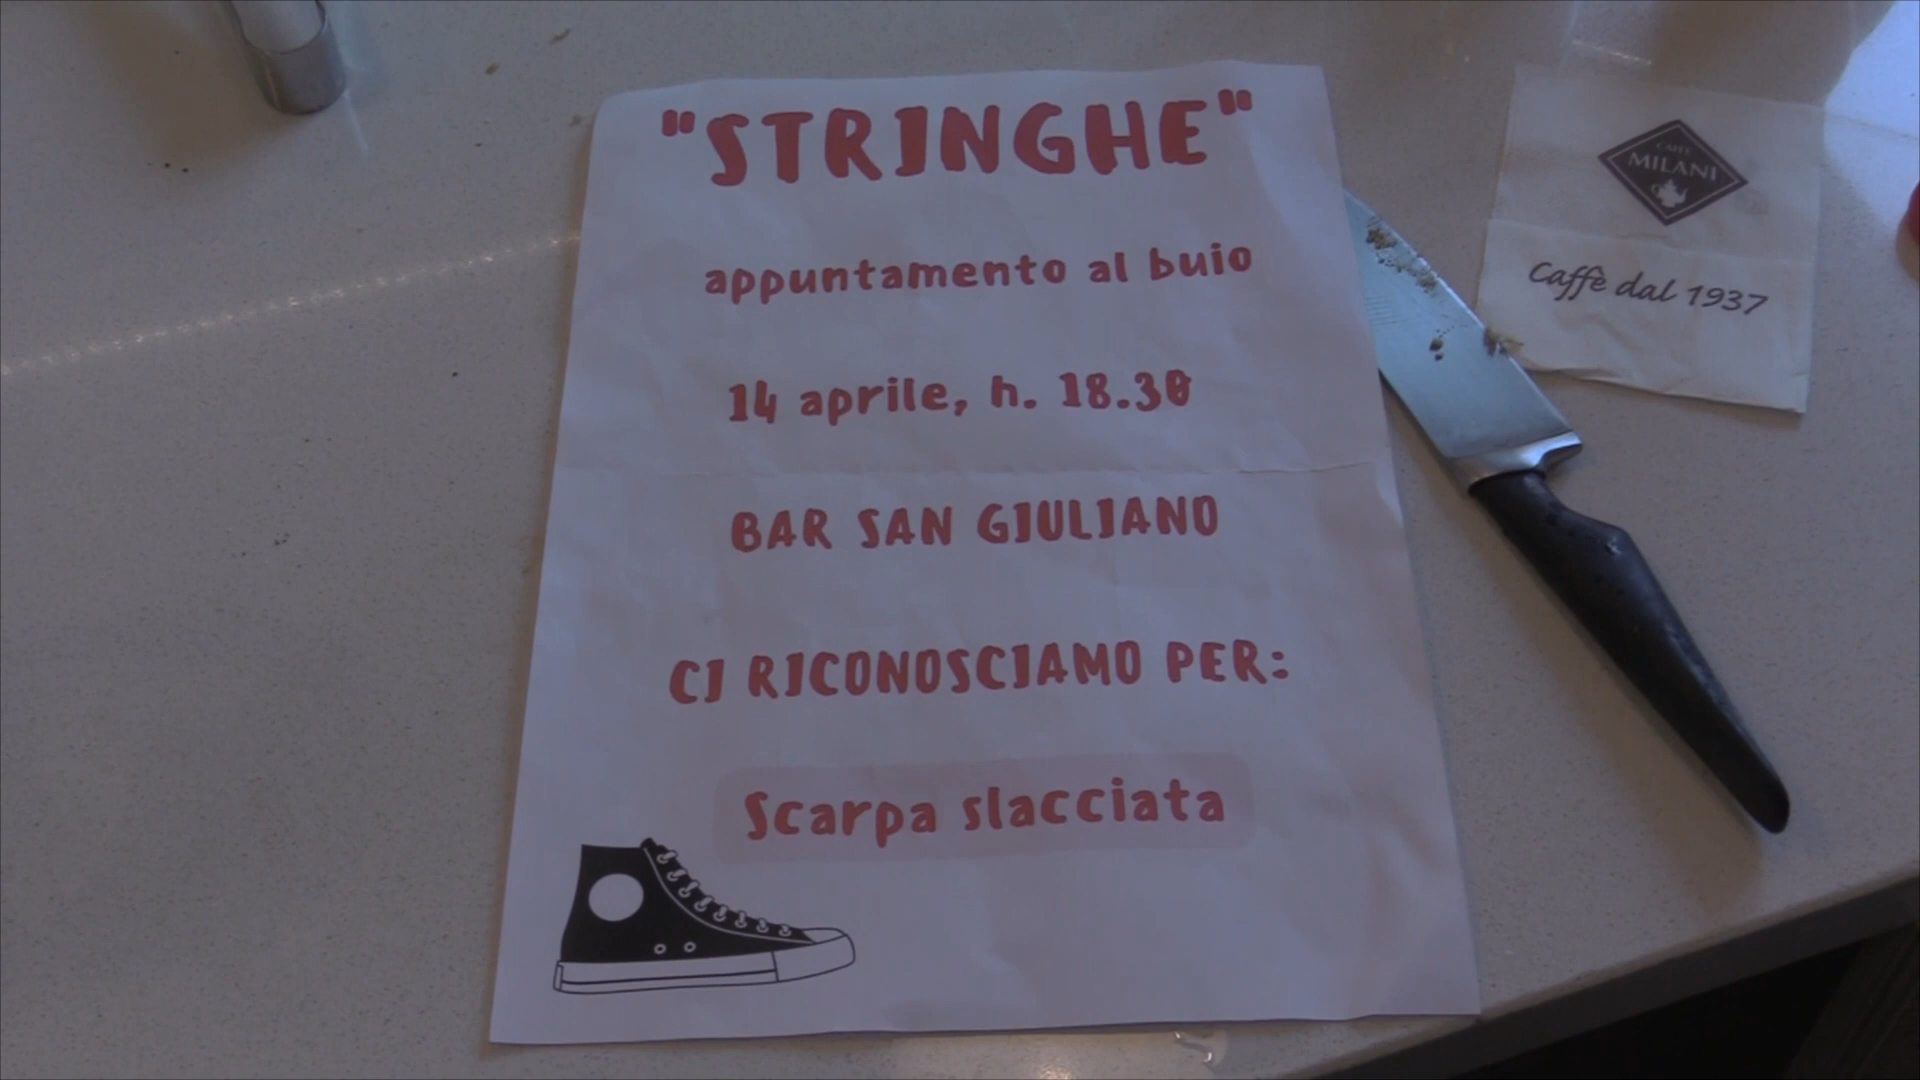 "STRINGHE"
appuntamento al buio
14 aprile, h. 18.30
BAR SAN GIULIANO
CI RICONOSCIAMO PER:
Scarpa slacciata
CAFFÈ
MILANI
Caffè dal 1937